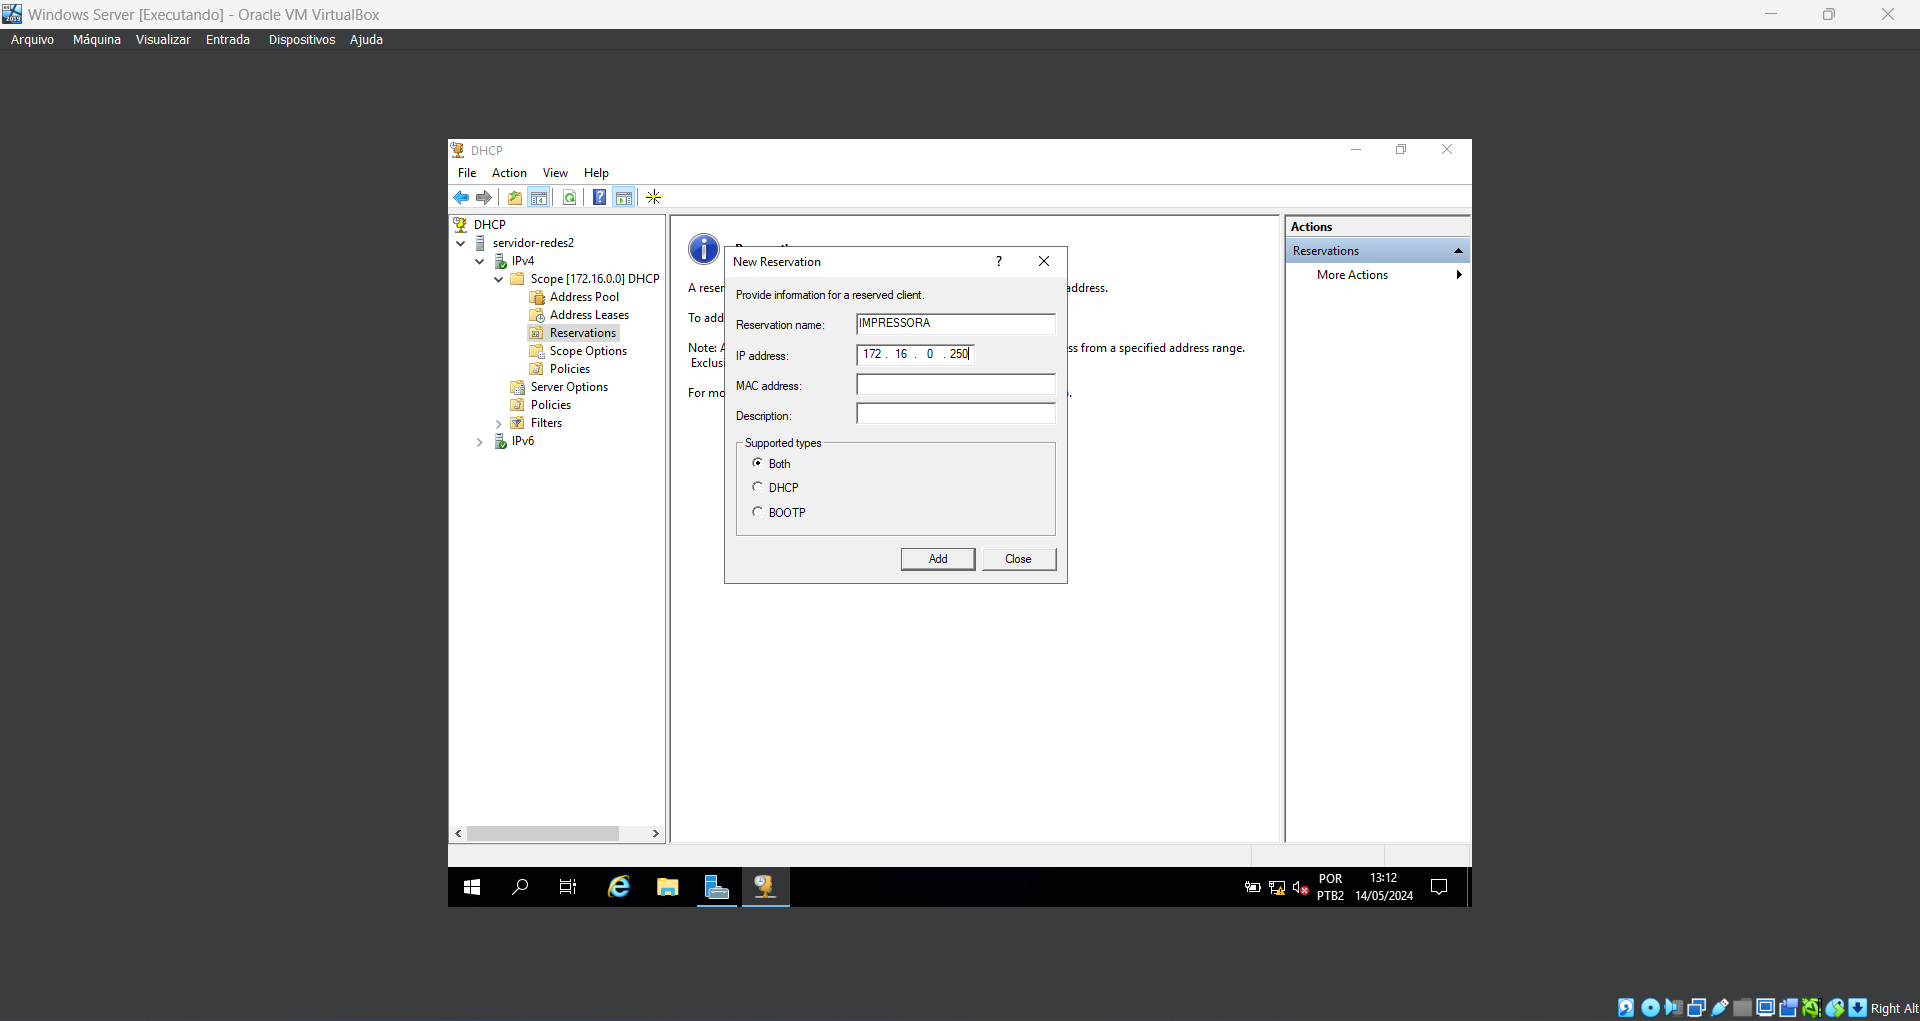 Windows Server [Executando] - Oracle VM VirtualBox
Arquivo Máquina Visualizar Entrada Dispositivos Ajuda
DHCP
File Action View Help
DHCP
servidor-redes2
IPv4
Scope [172.16.0.0] DHCP
Address Pool
Address Leases
Reservations
Scope Options
Policies
Server Options
Policies
Filters
IPv6
A reser
address.
To add
Note: A
ss from a specified address range.
Exclusi
For mo
New Reservation
Provide information for a reserved client.
Reservation name: IMPRESSORA
IP address: 172 . 16 . 0 . 250
MAC address:
Description:
Supported types
Both
DHCP
BOOTP
Add Close
Actions
Reservations
More Actions
POR
PTB2
13:12
14/05/2024
Right Alt